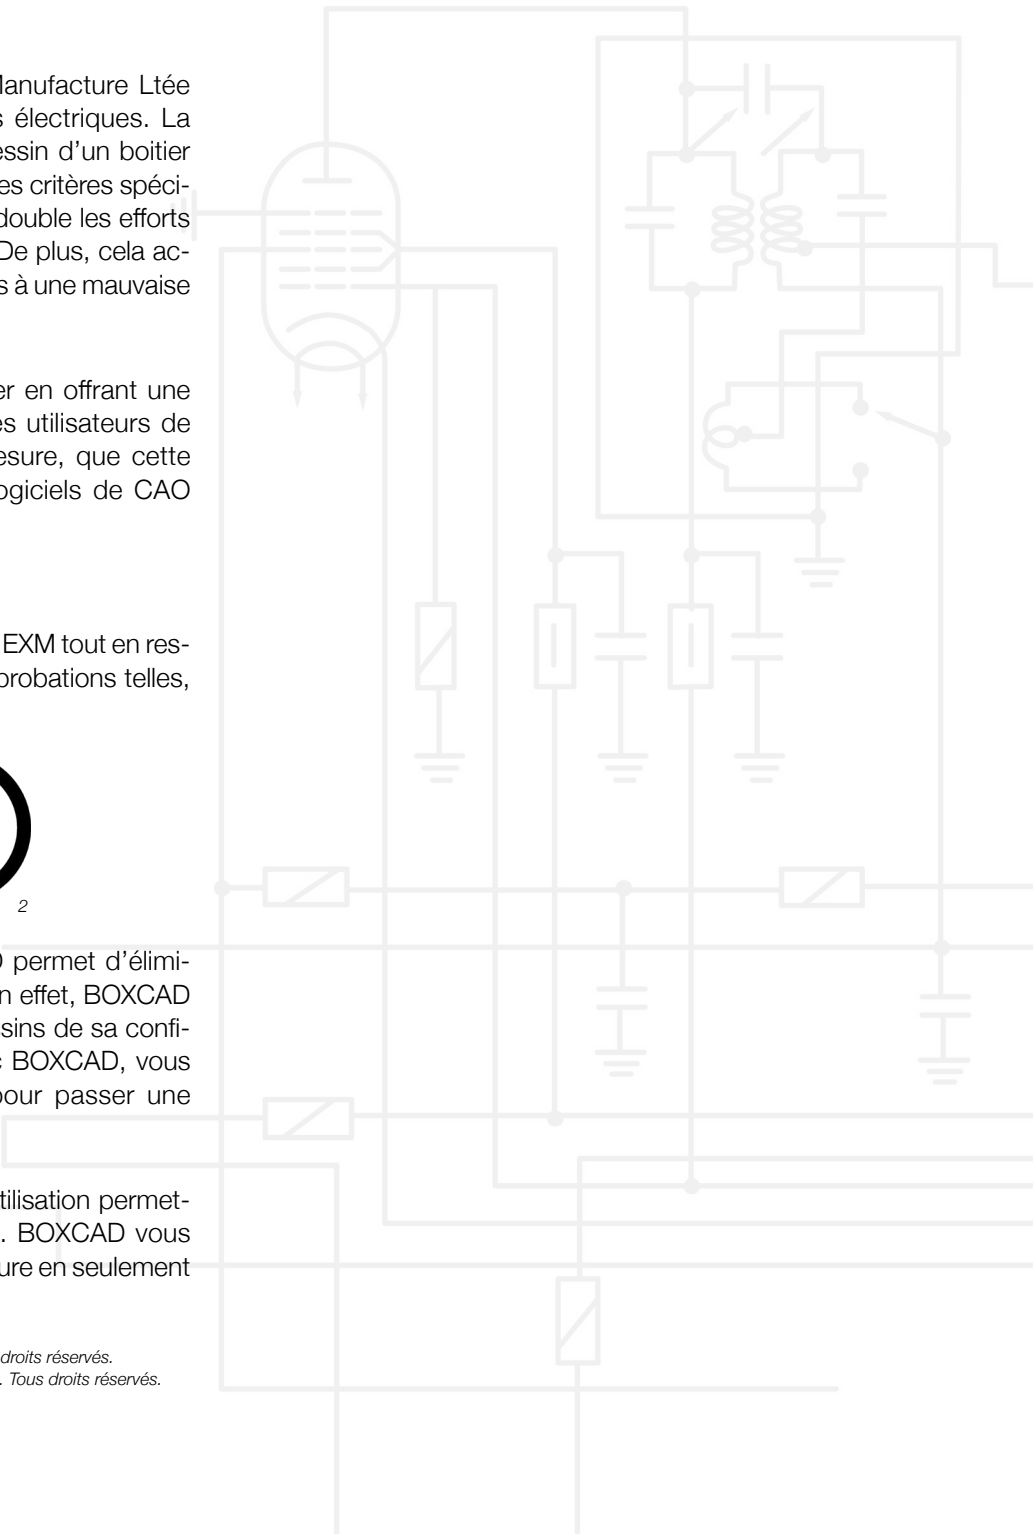 Manufacture Ltée
s électriques. La
essin d’un boitier
es critères spéci-
double les efforts
De plus, cela ac-
s à une mauvaise
er en offrant une
es utilisateurs de
esure, que cette
ogiciels de CAO
EXM tout en res-
probations telles,
2
permet d’élimi-
n effet, BOXCAD
sins de sa confi-
c BOXCAD, vous
pour passer une
tilisation permet-
. BOXCAD vous
ure en seulement
droits réservés.
. Tous droits réservés.